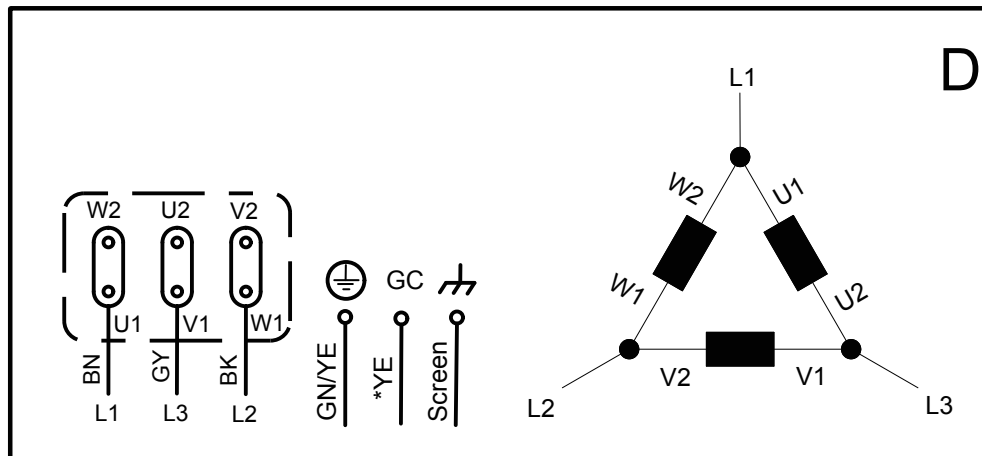 D
W2 U2 V2
U1 V1 W1
BN GY BK
L1 L3 L2
GC
GN/YE *YE Screen
L1
W2 U1
W1 U2
V2 V1
L2 L3